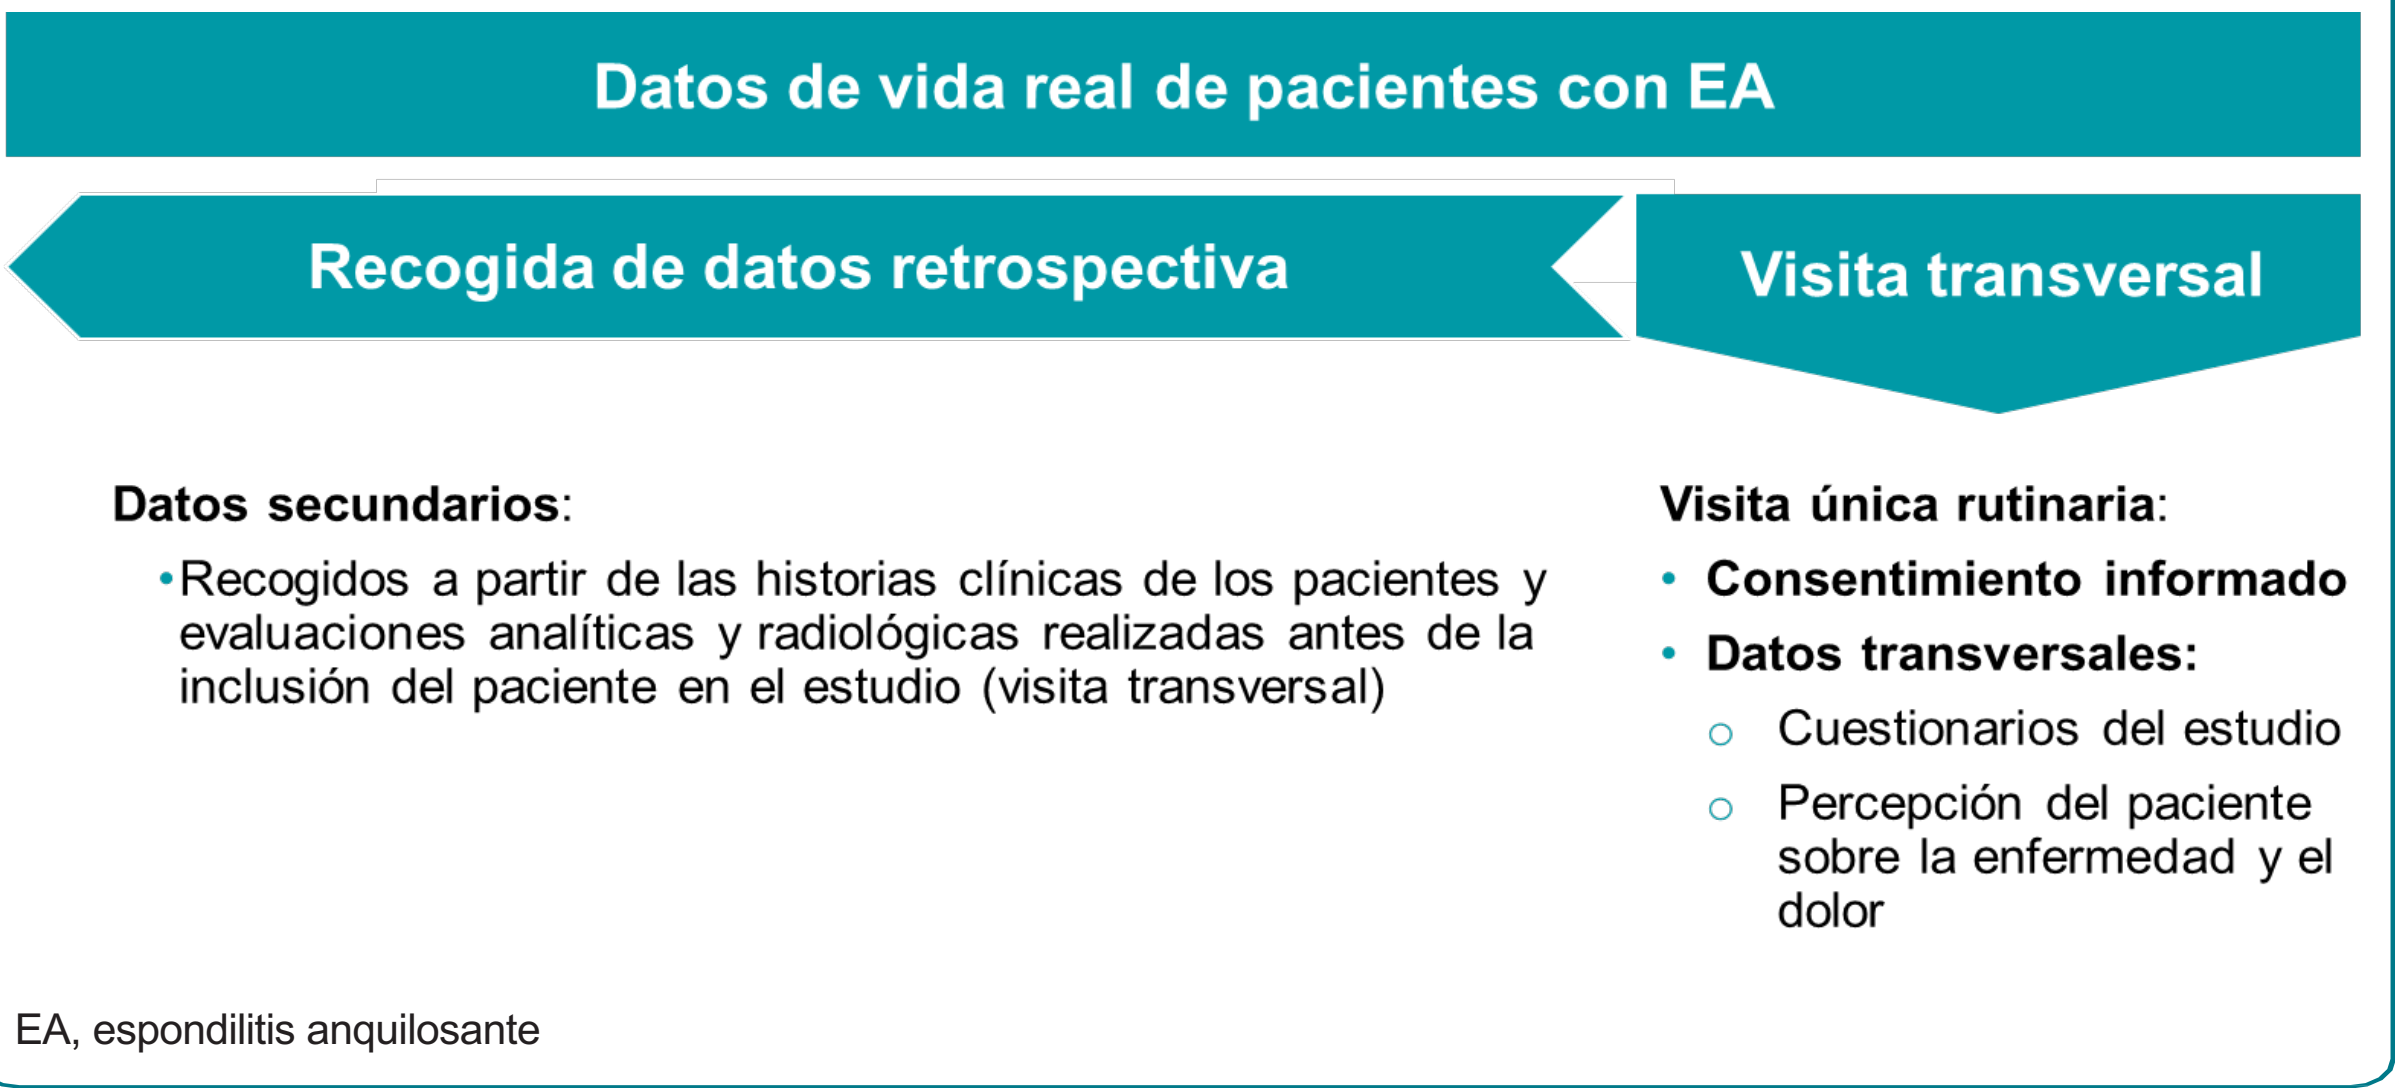 Datos de vida real de pacientes con EA
Recogida de datos retrospectiva
Visita transversal
Datos secundarios:
•Recogidos a partir de las historias clínicas de los pacientes y
evaluaciones analíticas y radiológicas realizadas antes de la
inclusión del paciente en el estudio (visita transversal)
Visita única rutinaria:
• Consentimiento informado
• Datos transversales:
o Cuestionarios del estudio
o Percepción del paciente
sobre la enfermedad y el
dolor
EA, espondilitis anquilosante